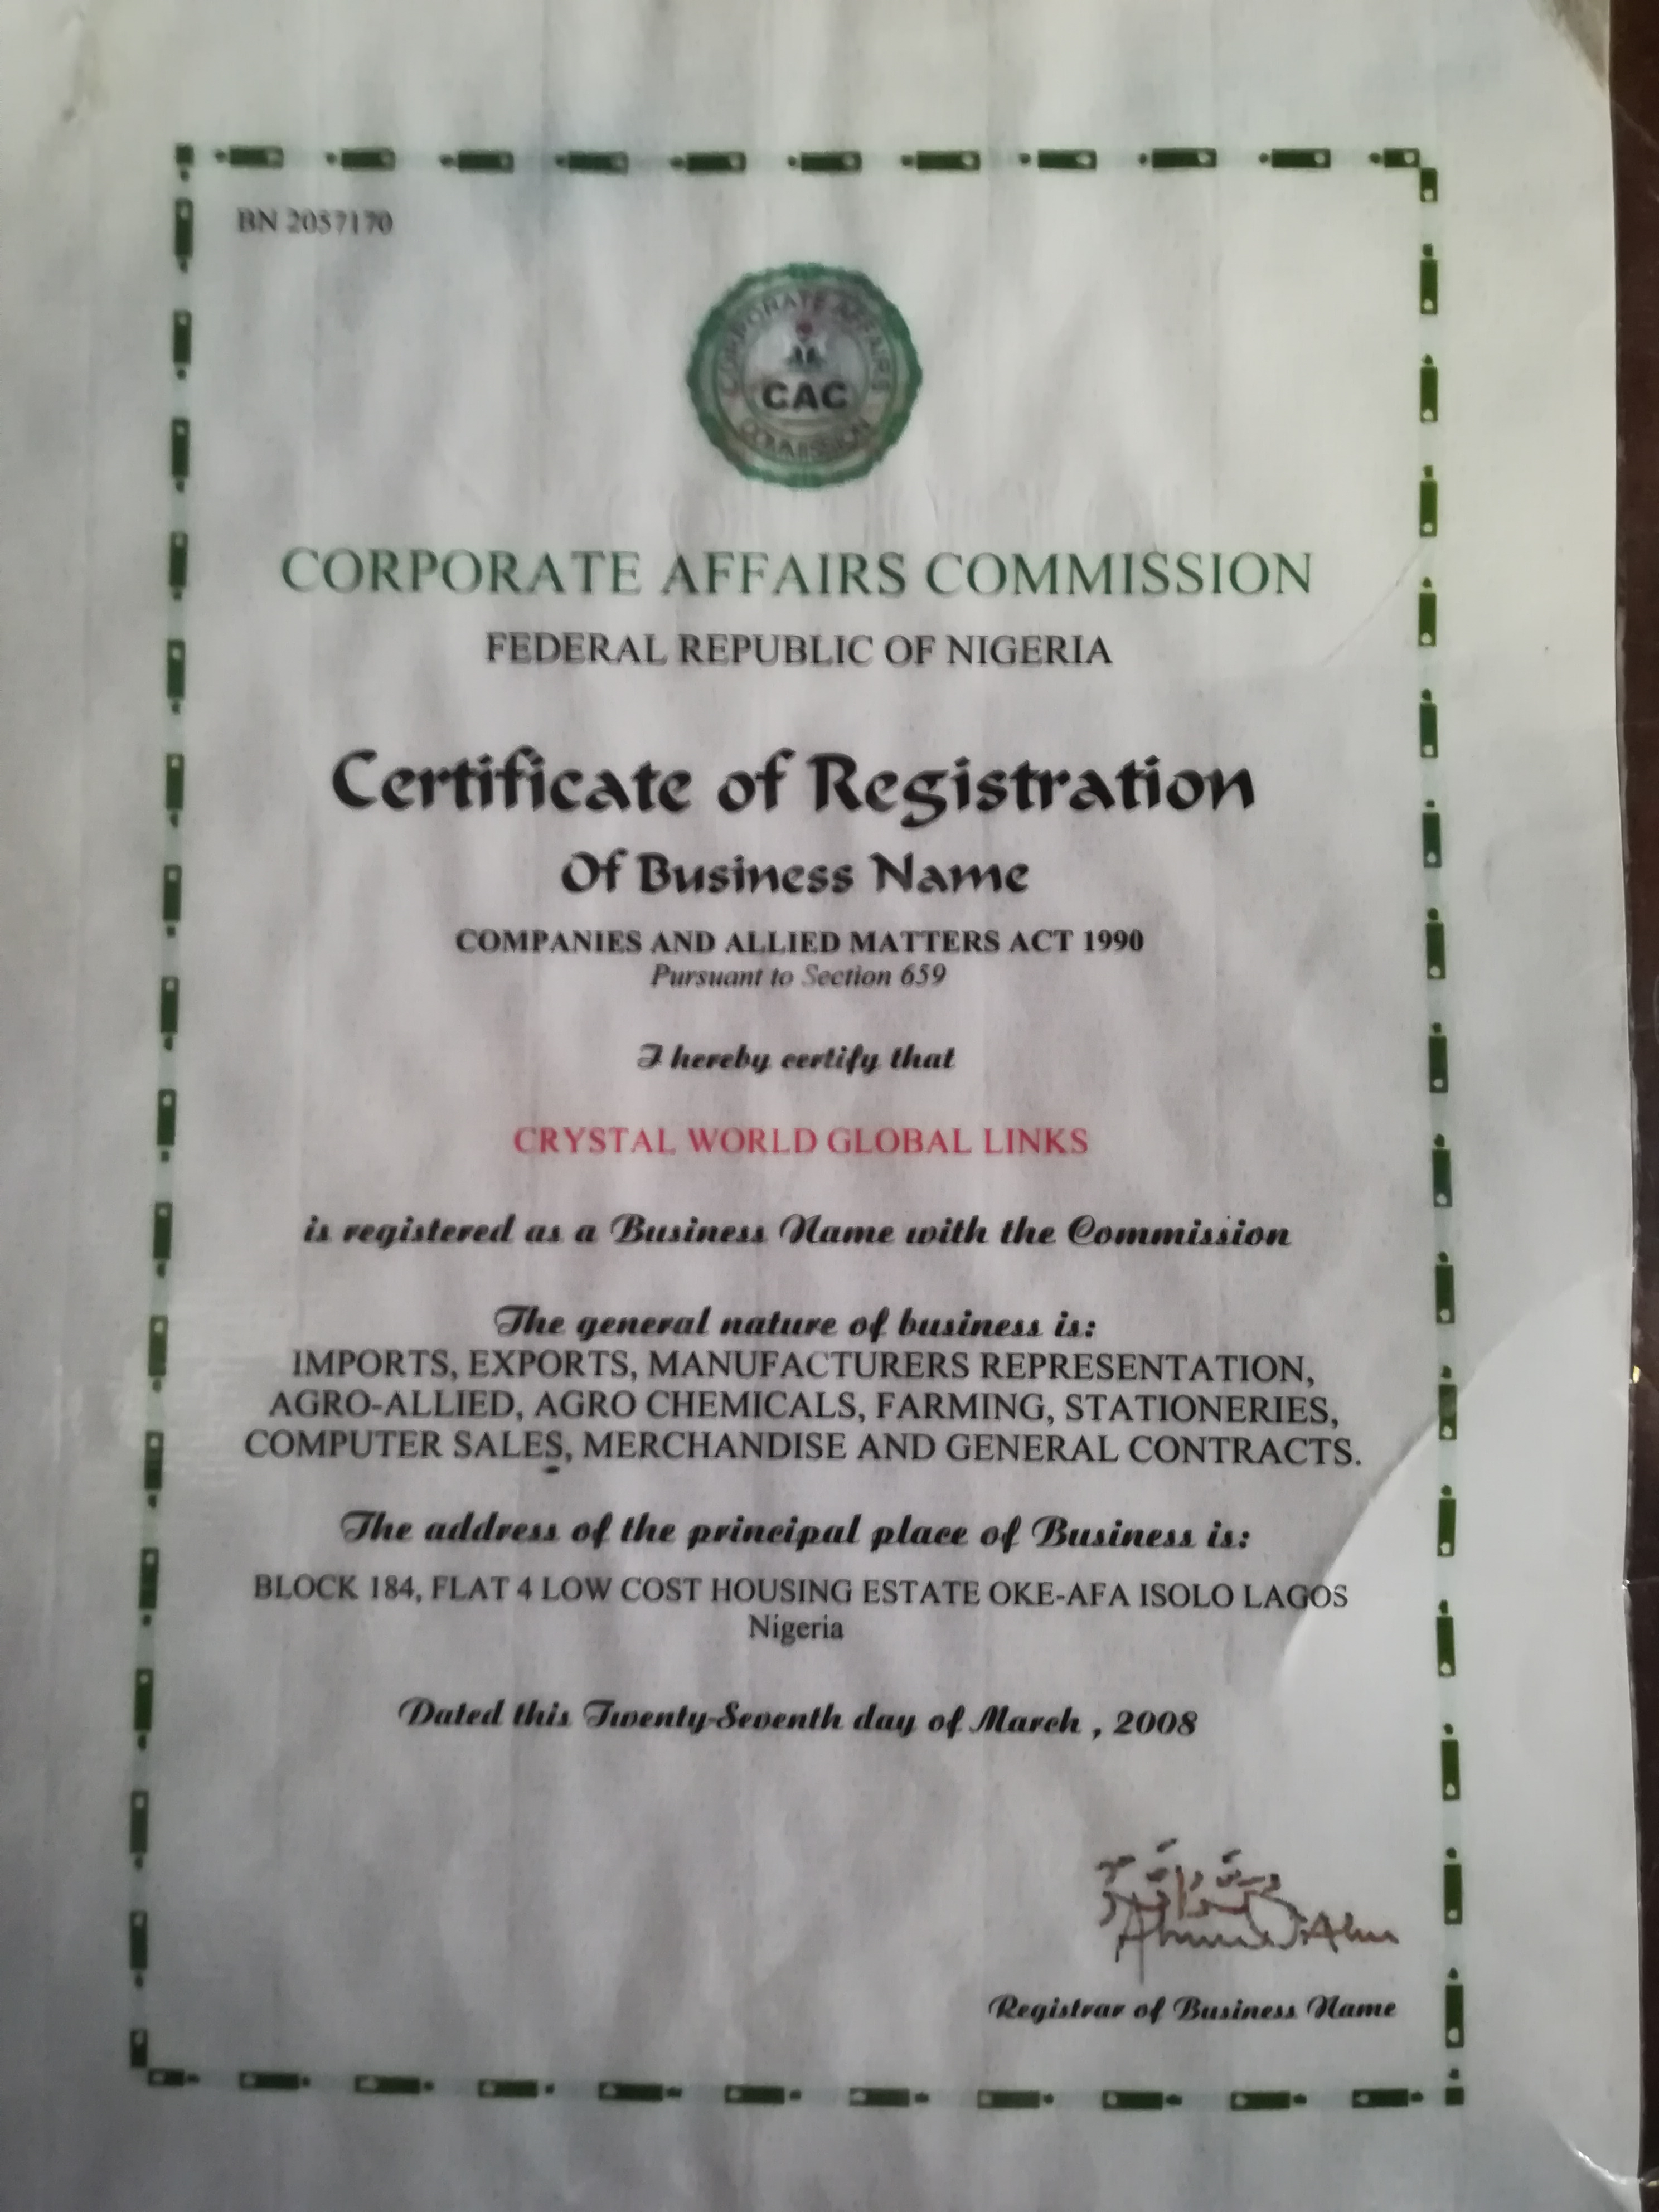 BN 2057170
CORPORATE AFFAIRS
CAC
COMMISSION
CORPORATE AFFAIRS COMMISSION
FEDERAL REPUBLIC OF NIGERIA
Certificate of Registration
Of Business Name
COMPANIES AND ALLIED MATTERS ACT 1990
Pursuant to Section 659
I hereby certify that
CRYSTAL WORLD GLOBAL LINKS
is registered as a Business Name with the Commission
The general nature of business is:
IMPORTS, EXPORTS, MANUFACTURERS REPRESENTATION,
AGRO-ALLIED, AGRO CHEMICALS, FARMING, STATIONERIES,
COMPUTER SALES, MERCHANDISE AND GENERAL CONTRACTS.
The address of the principal place of Business is:
BLOCK 184, FLAT 4 LOW COST HOUSING ESTATE OKE-AFA ISOLO LAGOS
Nigeria
Dated this Twenty-Seventh day of March , 2008
Registrar of Business Name